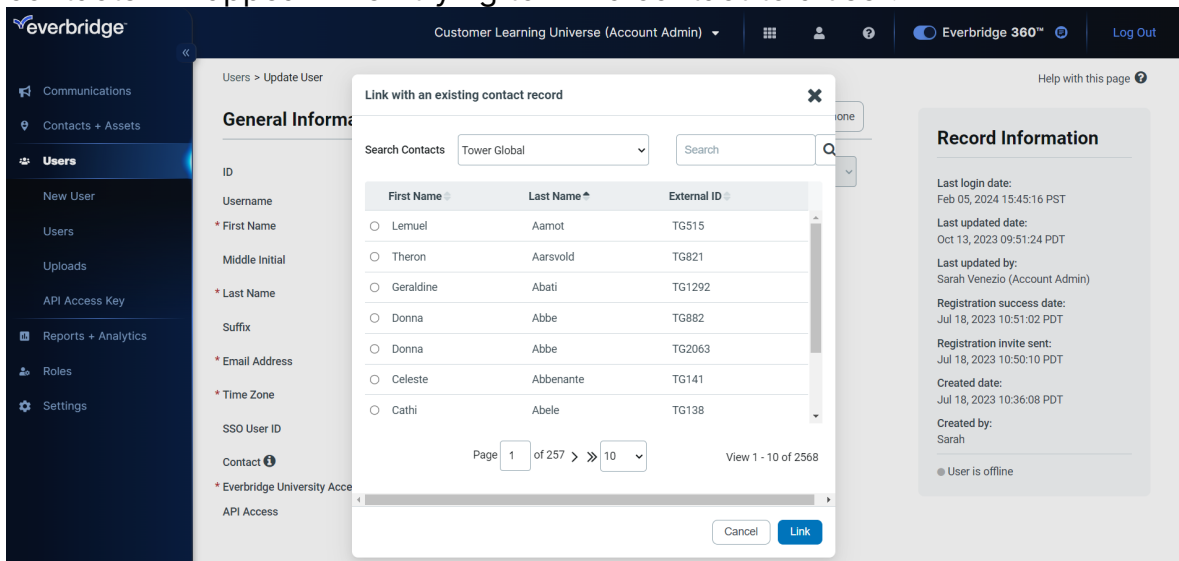 everbridge
Customer Learning Universe (Account Admin)
Everbridge 360™
Log Out
Communications
Contacts + Assets
Users
New User
Users
Uploads
API Access Key
Reports + Analytics
Roles
Settings
Users > Update User
Help with this page
General Informa
one
ID
Username
* First Name
Middle Initial
* Last Name
Suffix
* Email Address
* Time Zone
SSO User ID
Contact
* Everbridge University Acce
API Access
Link with an existing contact record
Search Contacts Tower Global Search
First Name Last Name External ID
Lemuel Aamot TG515
Theron Aarsvold TG821
Geraldine Abati TG1292
Donna Abbe TG882
Donna Abbe TG2063
Celeste Abbenante TG141
Cathi Abele TG138
Page 1 of 257 10 View 1 - 10 of 2568
Cancel Link
Record Information
Last login date:
Feb 05, 2024 15:45:16 PST
Last updated date:
Oct 13, 2023 09:51:24 PDT
Last updated by:
Sarah Venezio (Account Admin)
Registration success date:
Jul 18, 2023 10:51:02 PDT
Registration invite sent:
Jul 18, 2023 10:50:10 PDT
Created date:
Jul 18, 2023 10:36:08 PDT
Created by:
Sarah
User is offline